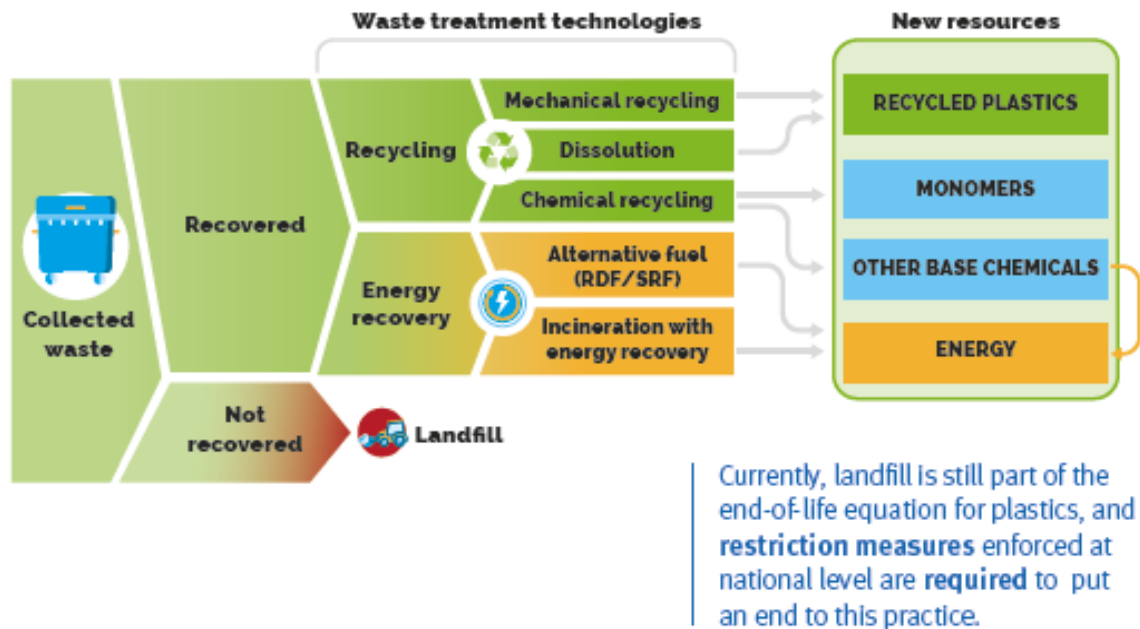 Waste treatment technologies
New resources
Mechanical recycling
RECYCLED PLASTICS
Recycling
Dissolution
Chemical recycling
MONOMERS
Recovered
Alternative fuel
(RDF/SRF)
OTHER BASE CHEMICALS
Energy
recovery
Collected
waste
Incineration with
energy recovery
ENERGY
Not
recovered
Landfill
Currently, landfill is still part of the
end-of-life equation for plastics, and
restriction measures enforced at
national level are required to put
an end to this practice.